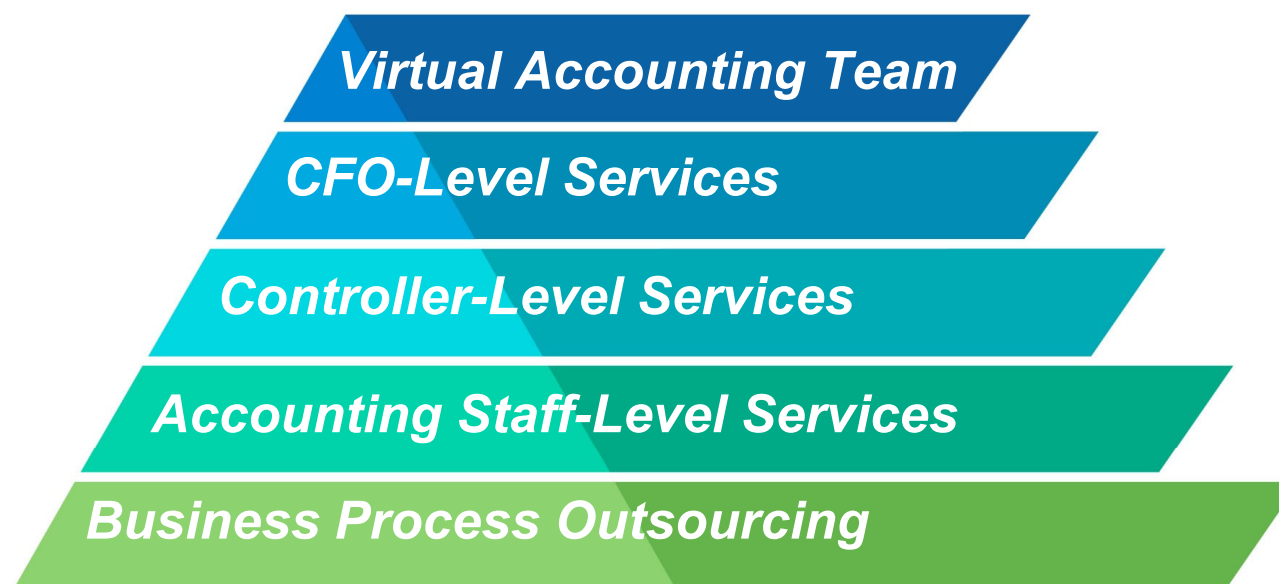 Virtual Accounting Team
CFO-Level Services
Controller-Level Services
Accounting Staff-Level Services
Business Process Outsourcing